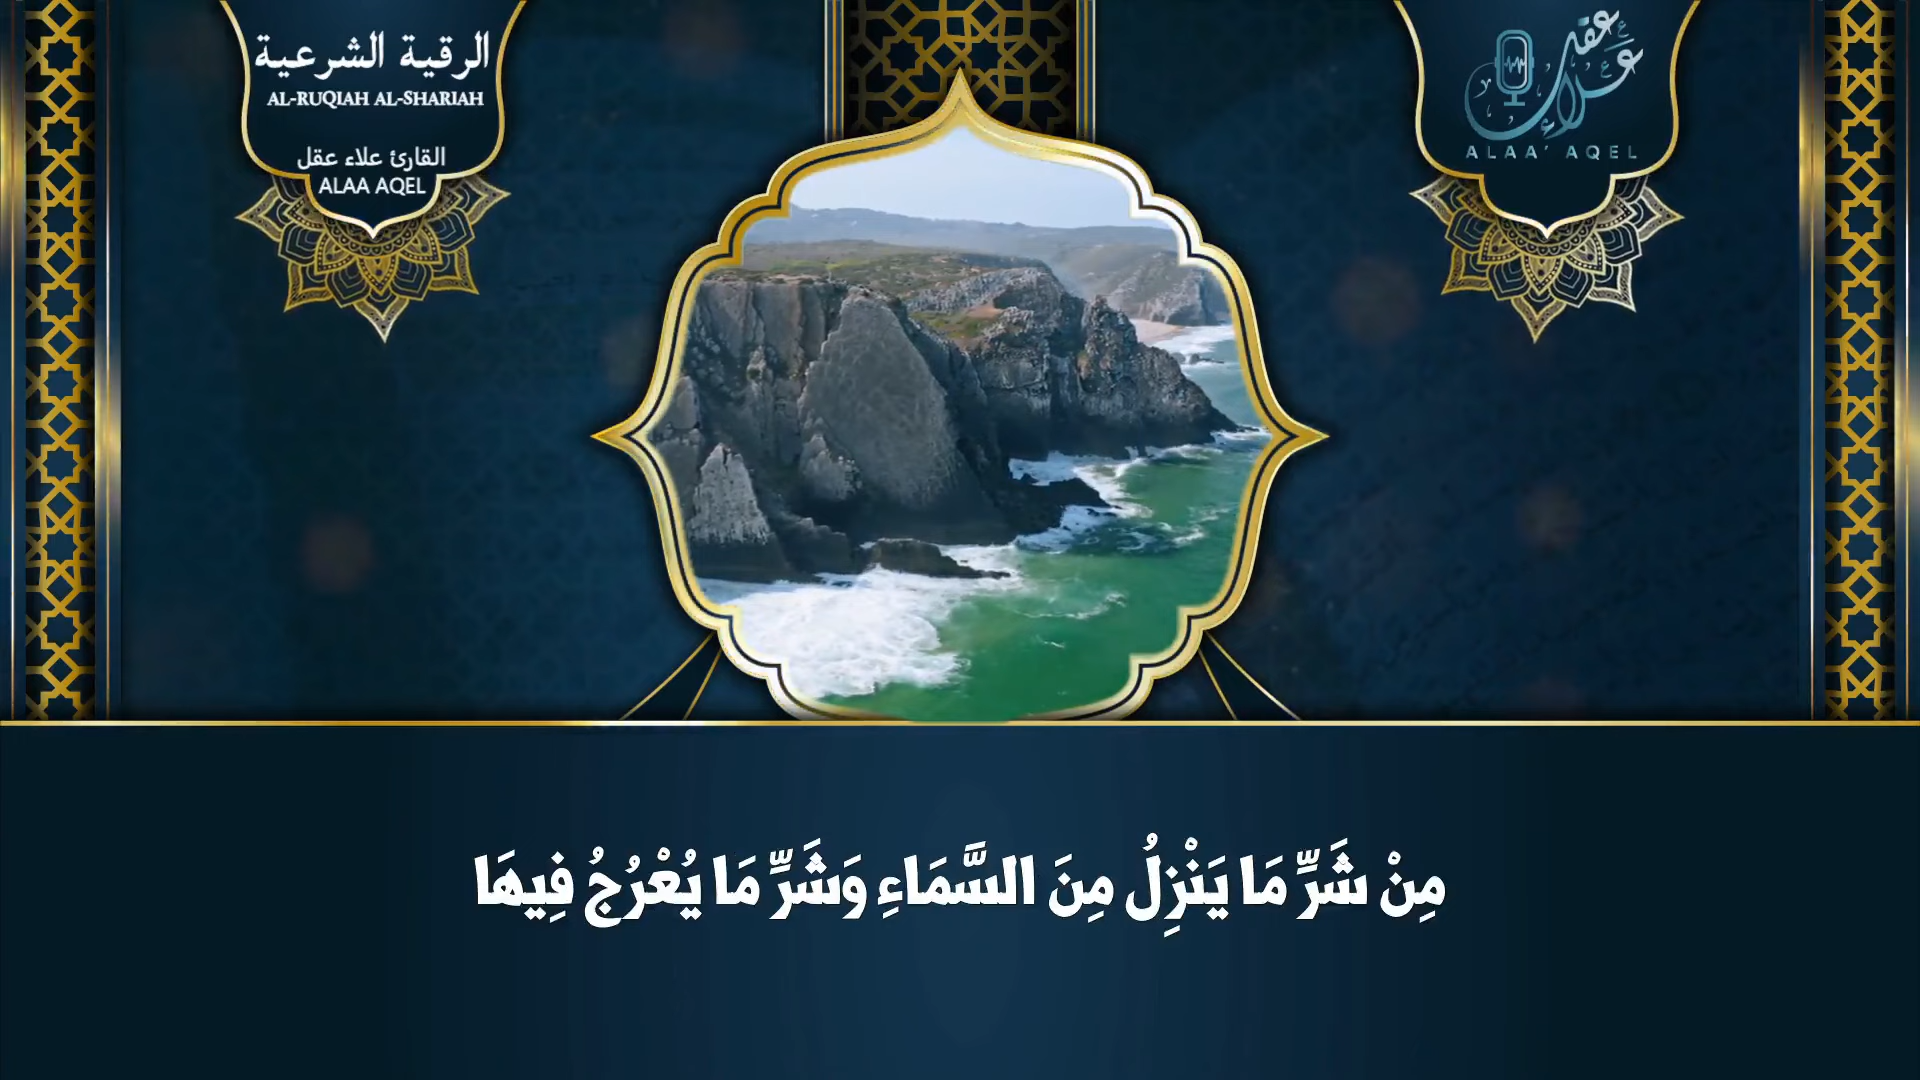 الرقية الشرعية
AL-RUQIAH AL-SHARIAH
القارئ علاء عقل
ALAA AQEL
علاء عقل
ALAA' AQEL
مِنْ شَرِّ مَا يَنْزِلُ مِنَ السَّمَاءِ وَشَرِّ مَا يُعْرُجُ فِيهَا